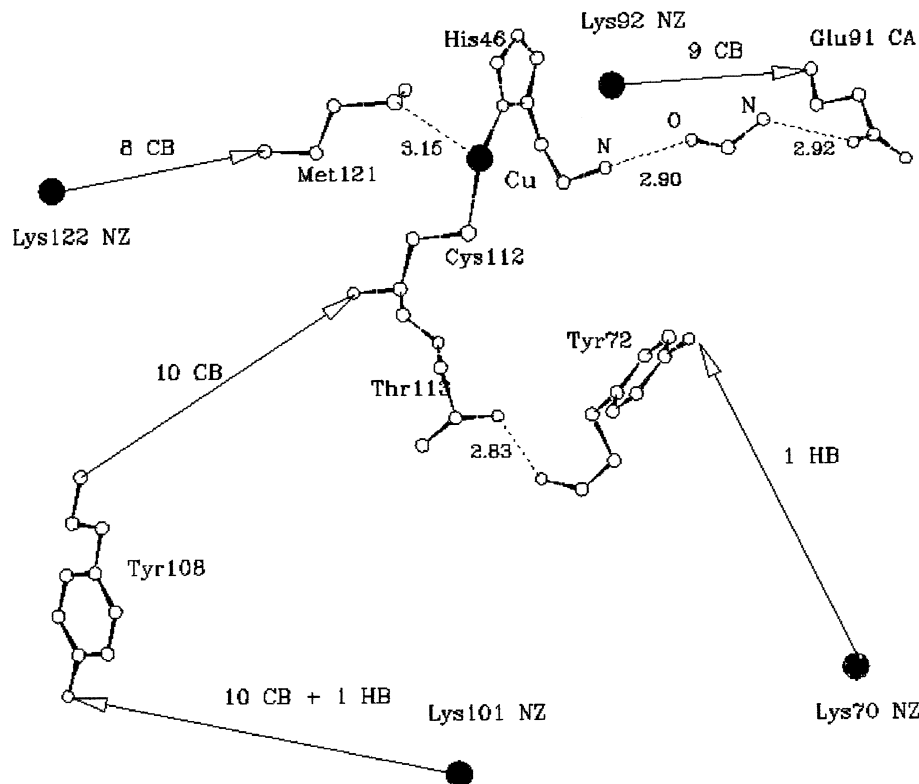 His46
Lys92 NZ
Glu91 CA
9 CB
O
N
8 CB
3.15
N
2.92
Met121
Cu
2.90
Lys122 NZ
Cys112
Tyr72
10 CB
Thr113
2.83
1 HB
Tyr108
10 CB + 1 HB
Lys101 NZ
Lys70 NZ